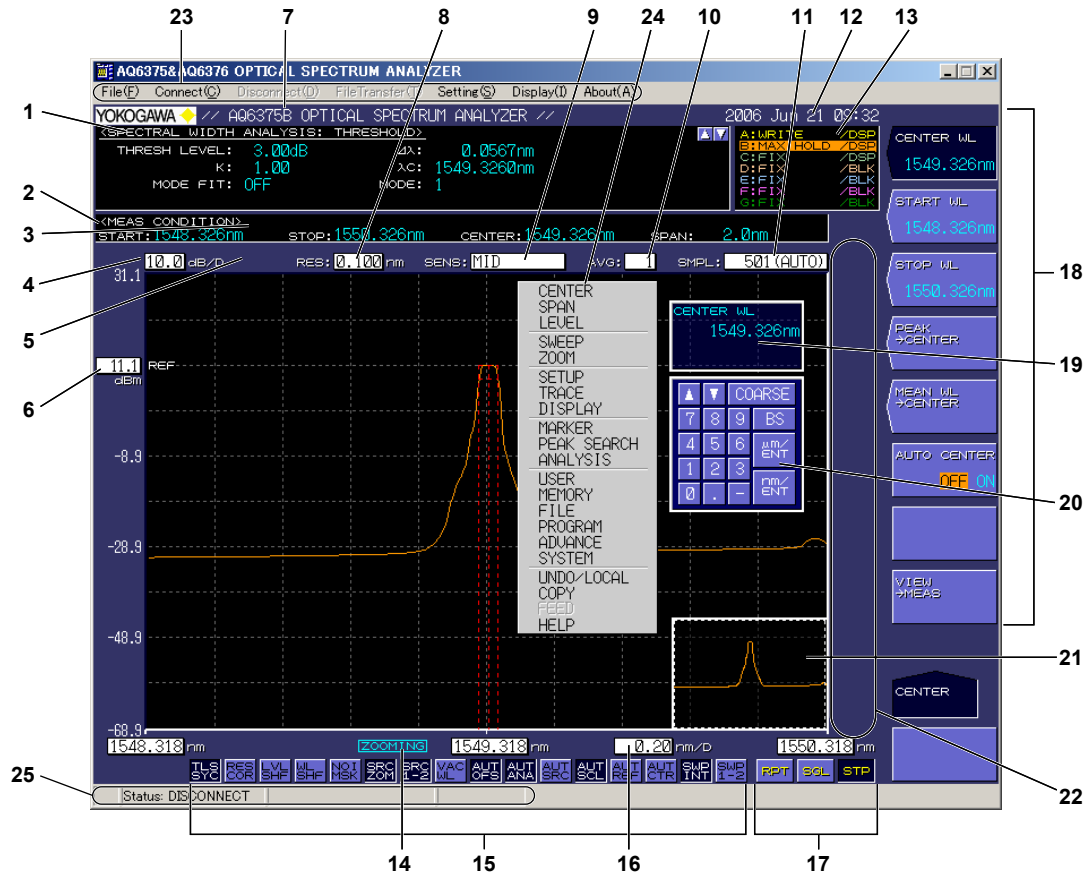 23 7 8 9 24 10 11 12 13
AQ6375&AQ6376 OPTICAL SPECTRUM ANALYZER
File(F) Connect(C) Disconnect(D) FileTransfer(T) Setting(S) Display(I) About(A)
YOKOGAWA // AQ6375B OPTICAL SPECTRUM ANALYZER // 2006 Jun 21 09:32
1
<SPECTRAL WIDTH ANALYSIS: THRESHOLD>
THRESH LEVEL: 3.00dB Δλ: 0.0567nm
K: 1.00 λC: 1549.3260nm
MODE FIT: OFF MODE: 1
A:WRITE /DSP
B:MAX HOLD /DSP
C:FIX /DSP
D:FIX /BLK
E:FIX /BLK
F:FIX /BLK
G:FIX /BLK
2
<MEAS CONDITION>
3
START:1548.326nm STOP:1550.326nm CENTER:1549.326nm SPAN: 2.0nm
4
10.0 dB/D RES: 0.100 nm SENS: MID AVG: 1 SMPL: 501(AUTO)
5
6
31.1
11.1 REF
dBm
-8.9
-28.9
-48.9
-68.9
CENTER
SPAN
LEVEL
SWEEP
ZOOM
SETUP
TRACE
DISPLAY
MARKER
PEAK SEARCH
ANALYSIS
USER
MEMORY
FILE
PROGRAM
ADVANCE
SYSTEM
UNDO/LOCAL
COPY
FEED
HELP
CENTER WL
1549.326nm
COARSE
7 8 9 BS
4 5 6 μm/
ENT
1 2 3 nm/
ENT
0 . -
CENTER WL
1549.326nm
START WL
1548.326nm
STOP WL
1550.326nm
PEAK
→CENTER
MEAN WL
→CENTER
AUTO CENTER
OFF ON
VIEW
→MEAS
CENTER
18
19
20
21
22
1548.318 nm ZOOMING 1549.318 nm 0.20 nm/D 1550.318 nm
TLS SYC RES COR LVL SHF WL SHF NOI MSK SRC ZOM SRC 1-2 VAC WL AUT OFS AUT ANA AUT SRC AUT SCL AUT REF AUT CTR SWP INT SWP 1-2 RPT SGL STP
25
Status: DISCONNECT
14 15 16 17